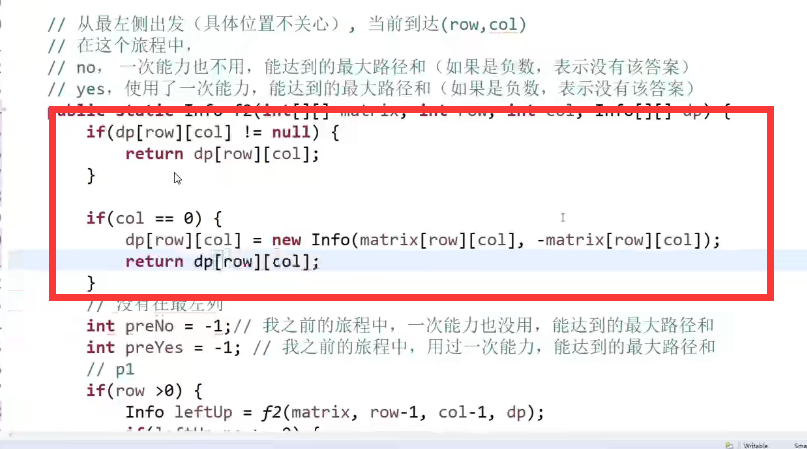 // 从最左侧出发（具体位置不关心）, 当前到达(row,col)
// 在这个旅程中，
// no， 一次能力也不用，能达到的最大路径和（如果是负数，表示没有该答案）
// yes，使用了一次能力，能达到的最大路径和（如果是负数，表示没有该答案）
public static Info f2(int[][] matrix, int row, int col, Info[][] dp) {
if(dp[row][col] != null) {
return dp[row][col];
}
if(col == 0) {
dp[row][col] = new Info(matrix[row][col], -matrix[row][col]);
return dp[row][col];
}
// 没有在最左列
int preNo = -1;// 我之前的旅程中，一次能力也没用，能达到的最大路径和
int preYes = -1; // 我之前的旅程中，用过一次能力，能达到的最大路径和
// p1
if(row >0) {
Info leftUp = f2(matrix, row-1, col-1, dp);
Writable